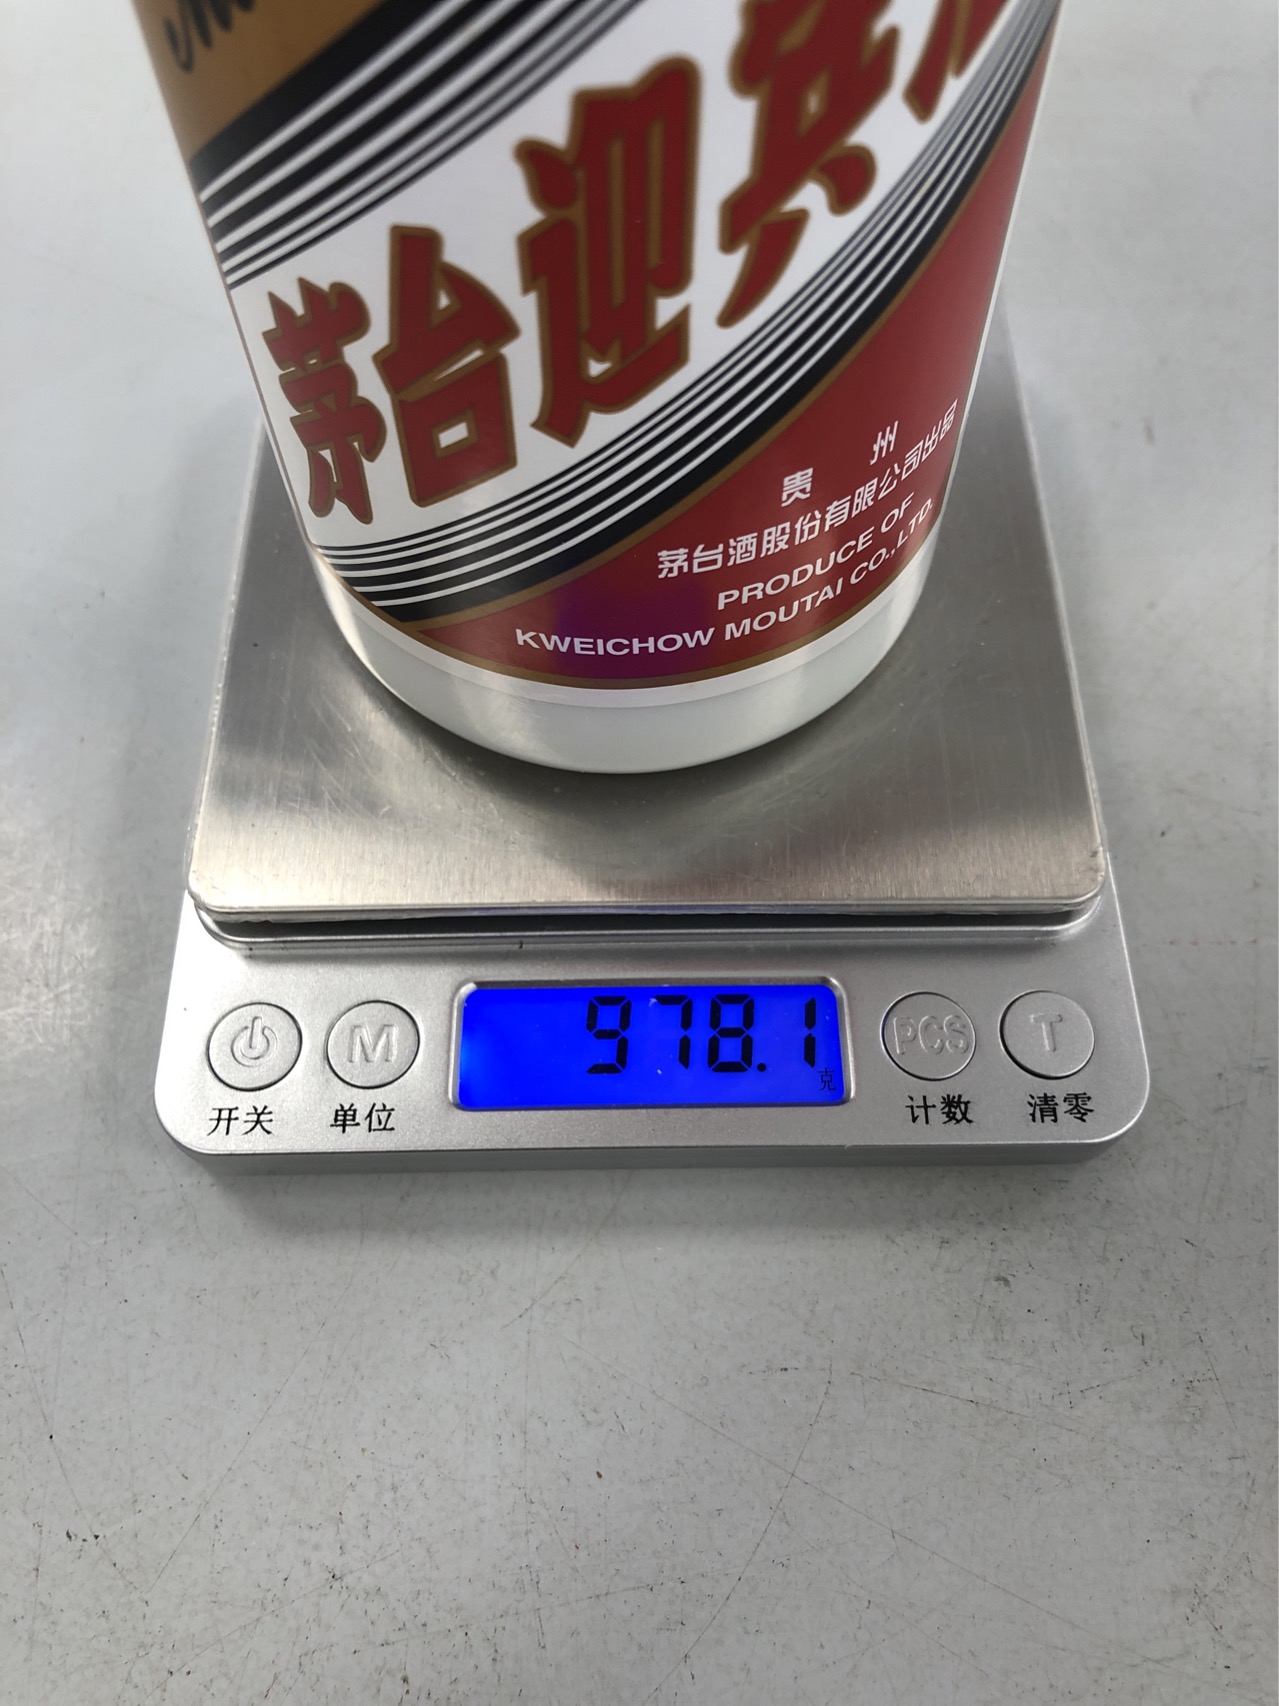 茅台迎宾
贵州
茅台酒股份有限公司出品
PRODUCE OF
KWEICHOW MOUTAI CO.,LTD.
978.1
克
M
PCS
T
开关
单位
计数
清零